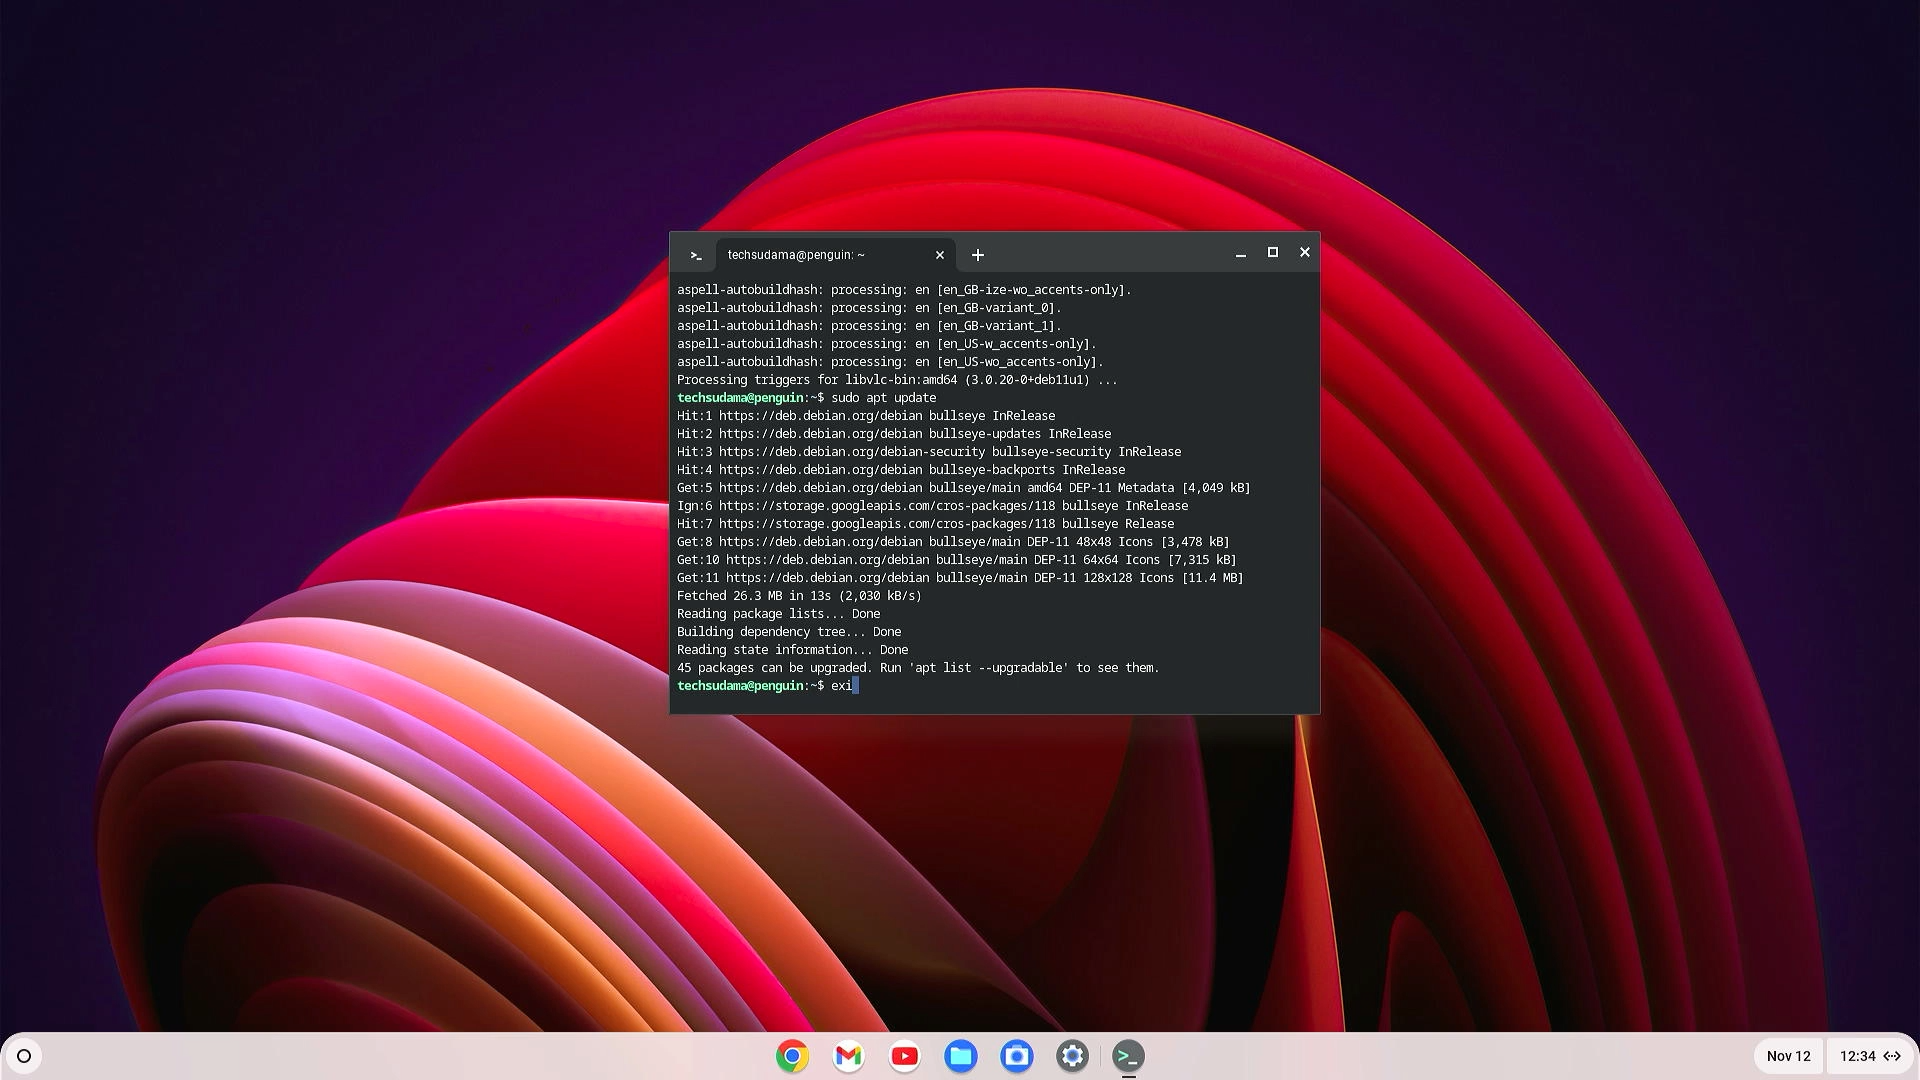 techsudama@penguin: ~
aspell-autobuildhash: processing: en [en_GB-ize-wo_accents-only].
aspell-autobuildhash: processing: en [en_GB-variant_0].
aspell-autobuildhash: processing: en [en_GB-variant_1].
aspell-autobuildhash: processing: en [en_US-w_accents-only].
aspell-autobuildhash: processing: en [en_US-wo_accents-only].
Processing triggers for libvlc-bin:amd64 (3.0.20-0+deb11u1) ...
techsudama@penguin:~$ sudo apt update
Hit:1 https://deb.debian.org/debian bullseye InRelease
Hit:2 https://deb.debian.org/debian bullseye-updates InRelease
Hit:3 https://deb.debian.org/debian-security bullseye-security InRelease
Hit:4 https://deb.debian.org/debian bullseye-backports InRelease
Get:5 https://deb.debian.org/debian bullseye/main amd64 DEP-11 Metadata [4,049 kB]
Ign:6 https://storage.googleapis.com/cros-packages/118 bullseye InRelease
Hit:7 https://storage.googleapis.com/cros-packages/118 bullseye Release
Get:8 https://deb.debian.org/debian bullseye/main DEP-11 48x48 Icons [3,478 kB]
Get:10 https://deb.debian.org/debian bullseye/main DEP-11 64x64 Icons [7,315 kB]
Get:11 https://deb.debian.org/debian bullseye/main DEP-11 128x128 Icons [11.4 MB]
Fetched 26.3 MB in 13s (2,030 kB/s)
Reading package lists... Done
Building dependency tree... Done
Reading state information... Done
45 packages can be upgraded. Run 'apt list --upgradable' to see them.
techsudama@penguin:~$ exi
Nov 12
12:34